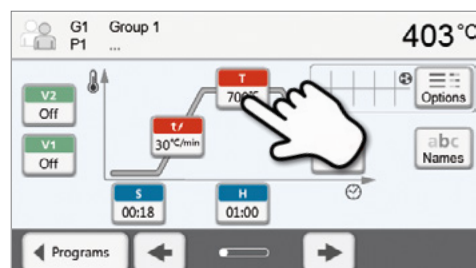 G1 Group 1
P1 ...
403°C
V2
Off
V1
Off
T
t↗
30°C/min
S
00:18
H
01:00
Options
abc
Names
Programs